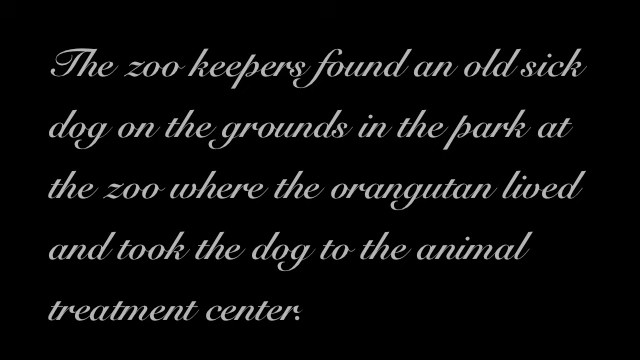 The zoo keepers found an old sick
dog on the grounds in the park at
the zoo where the orangutan lived
and took the dog to the animal
treatment center.